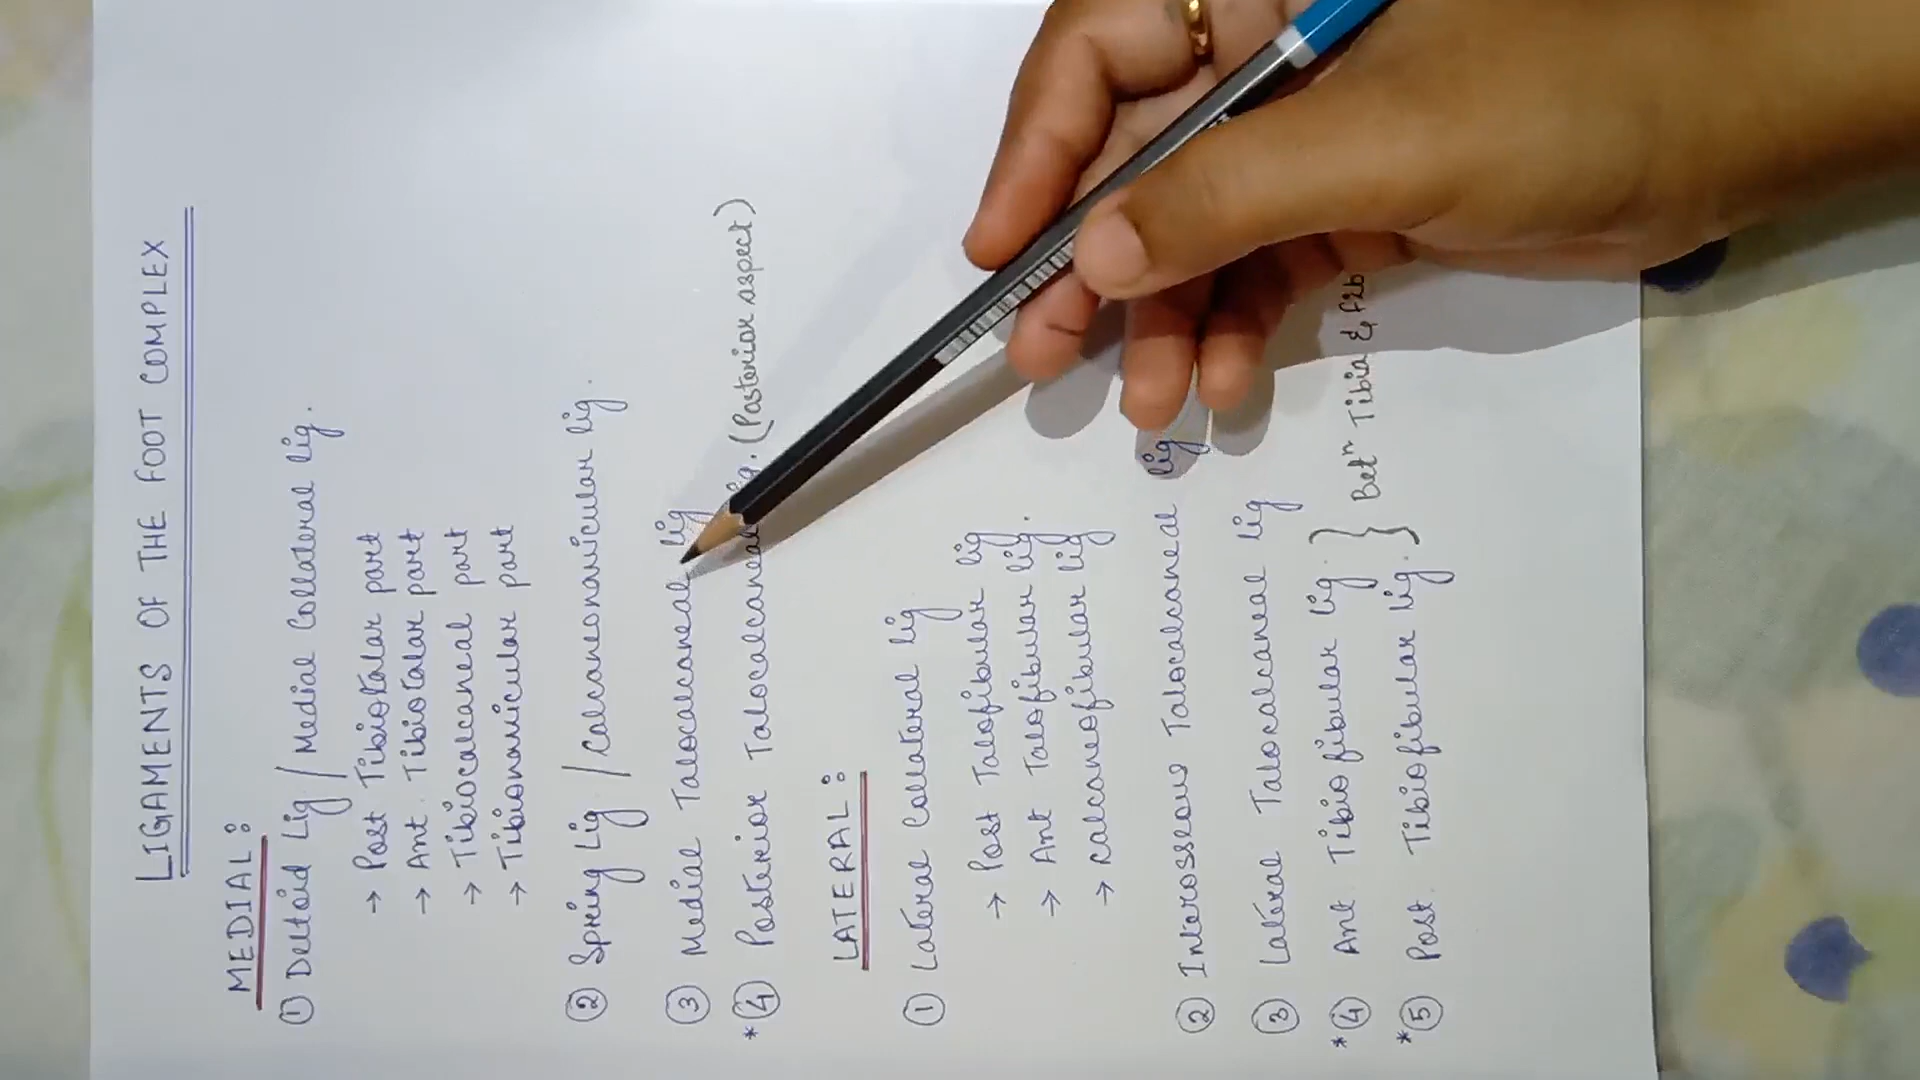 LIGAMENTS OF THE FOOT COMPLEX
MEDIAL :
① Deltoid Lig / Medial Collateral Lig.
→ Post Tibiotalar part
→ Ant. Tibiotalar part
→ Tibiocalcaneal part
→ Tibionavicular part
② Spring Lig / Calcaneonavicular Lig.
③ Medial Talocalcaneal Lig
*④ Posterior Talocalcaneal Lig. (Posterior aspect)
LATERAL :
① Lateral Collateral Lig
→ Post Talofibular Lig
→ Ant Talofibular Lig.
→ Calcaneofibular Lig
② Interosseous Talocalcaneal Lig
③ Lateral Talocalcaneal Lig
*④ Ant. Tibiofibular Lig. } Betⁿ Tibia &
*⑤ Post. Tibiofibular Lig.